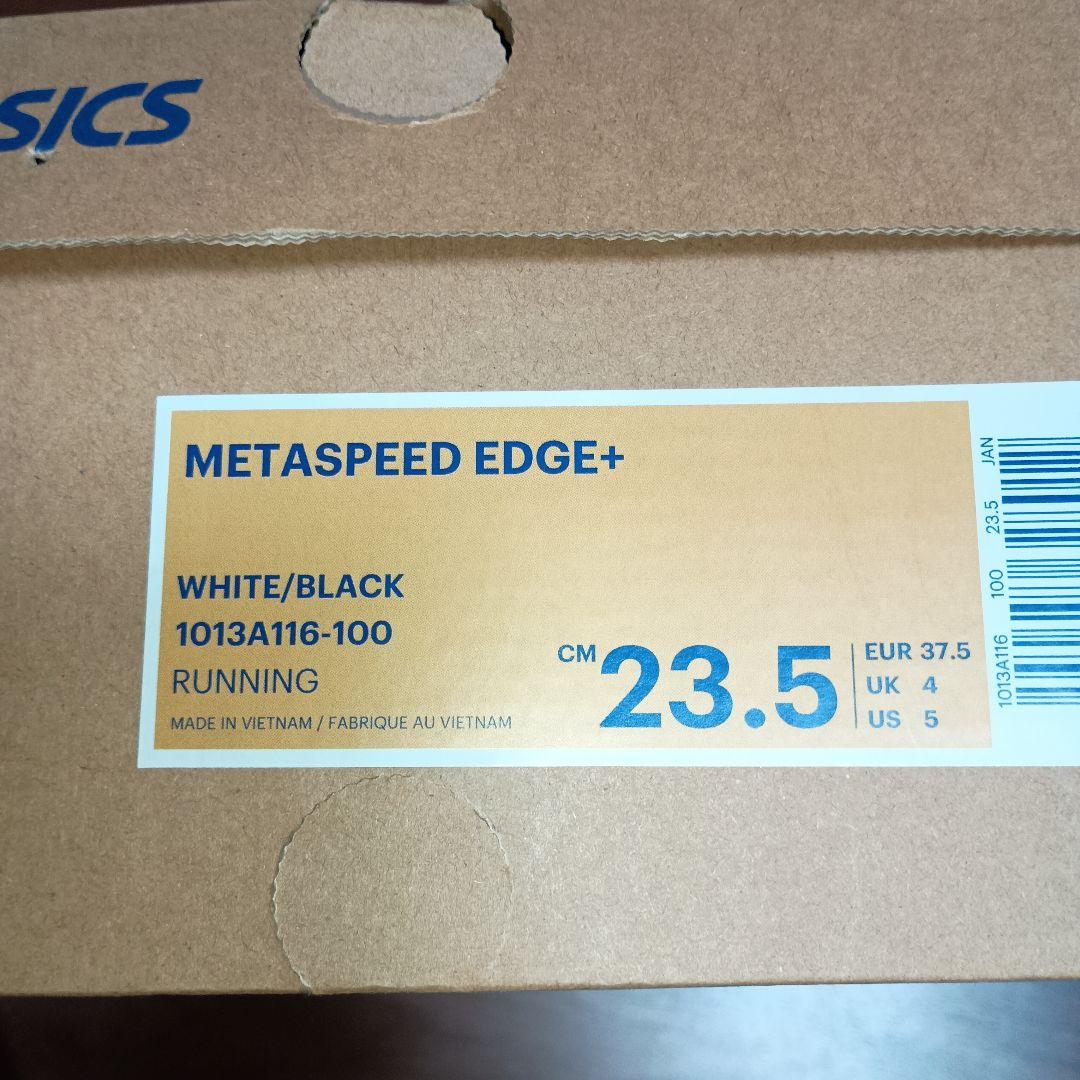 SICS
METASPEED EDGE+
WHITE/BLACK
1013A116-100
RUNNING
MADE IN VIETNAM / FABRIQUE AU VIETNAM
CM 23.5
EUR 37.5
UK 4
US 5
1013A116 100 23.5 JAN